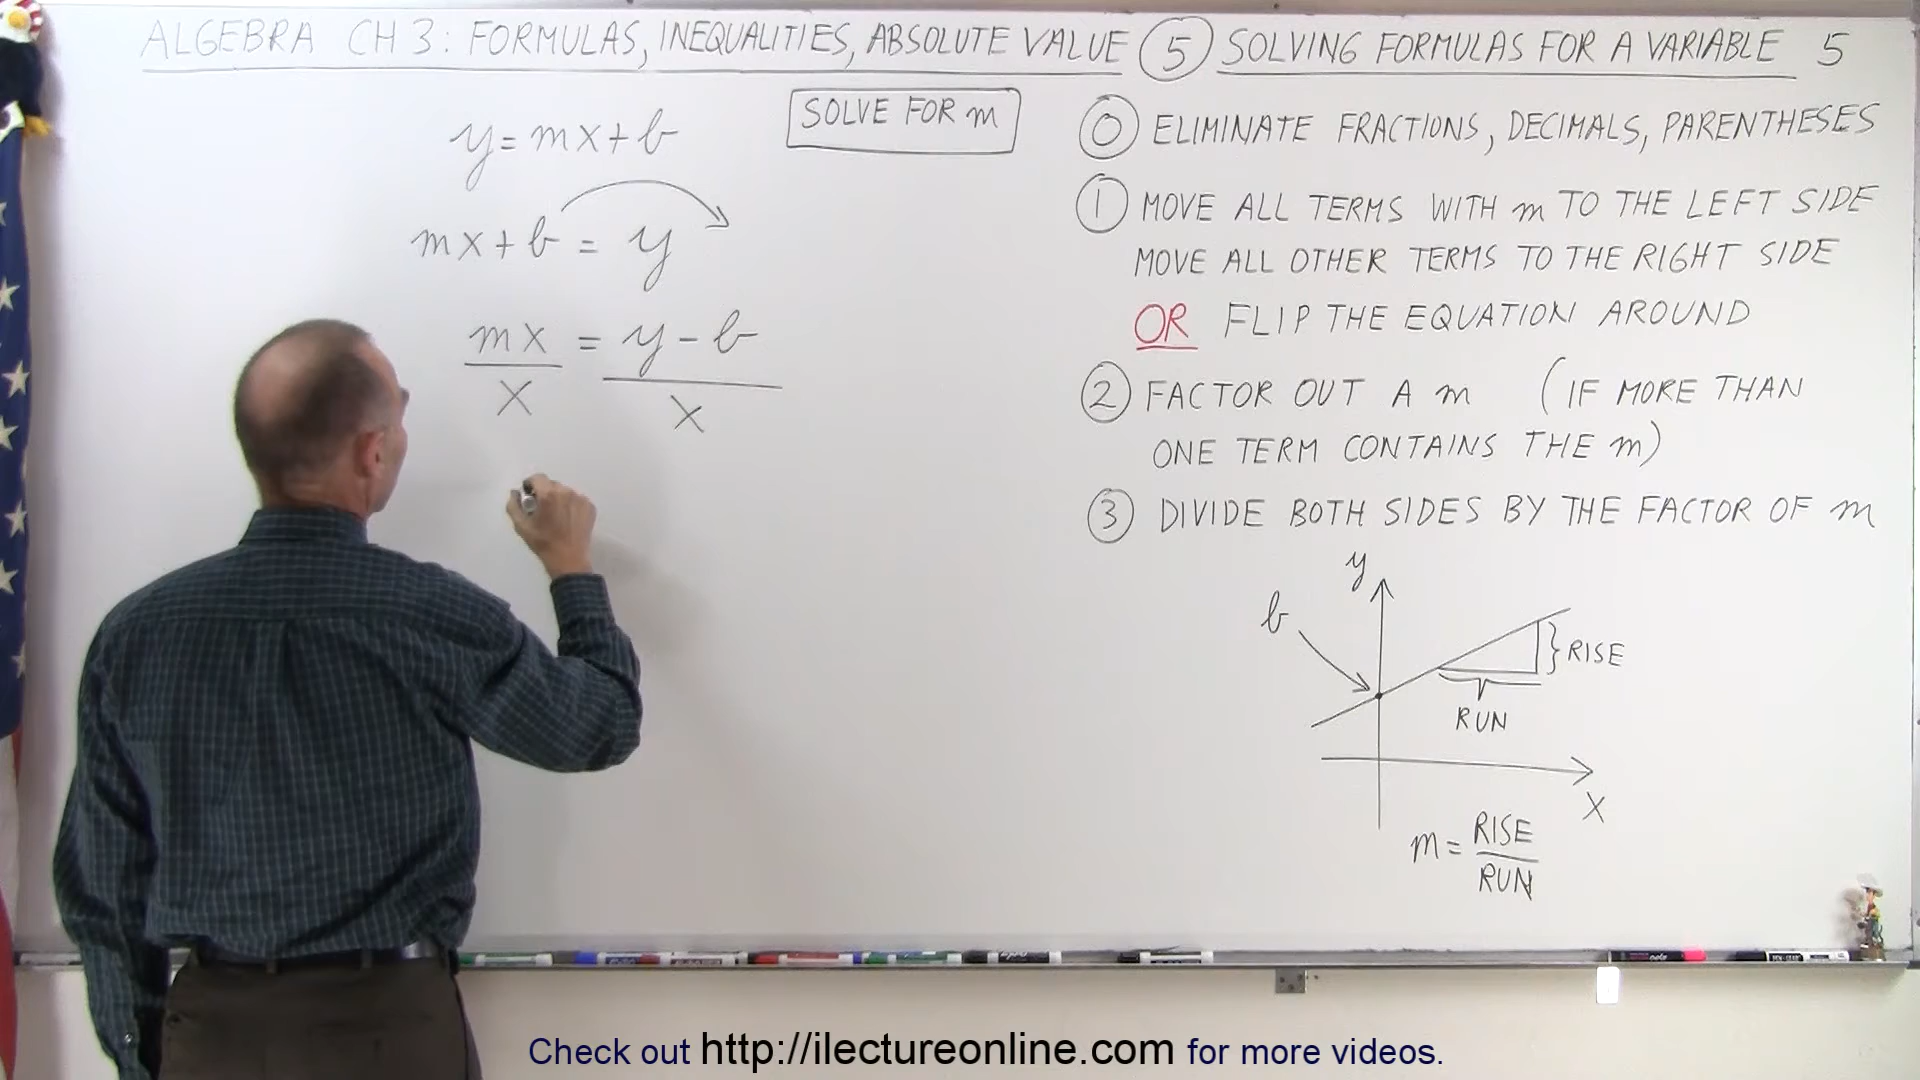 ALGEBRA CH 3: FORMULAS, INEQUALITIES, ABSOLUTE VALUE (5) SOLVING FORMULAS FOR A VARIABLE 5
y = mx + b
SOLVE FOR m
mx + b = y
mx = y - b
x x
0 ELIMINATE FRACTIONS, DECIMALS, PARENTHESES
1 MOVE ALL TERMS WITH m TO THE LEFT SIDE
MOVE ALL OTHER TERMS TO THE RIGHT SIDE
OR FLIP THE EQUATION AROUND
2 FACTOR OUT A m (IF MORE THAN
ONE TERM CONTAINS THE m)
3 DIVIDE BOTH SIDES BY THE FACTOR OF m
y
b
RISE
RUN
X
m = RISE
RUN
Check out http://ilectureonline.com for more videos.